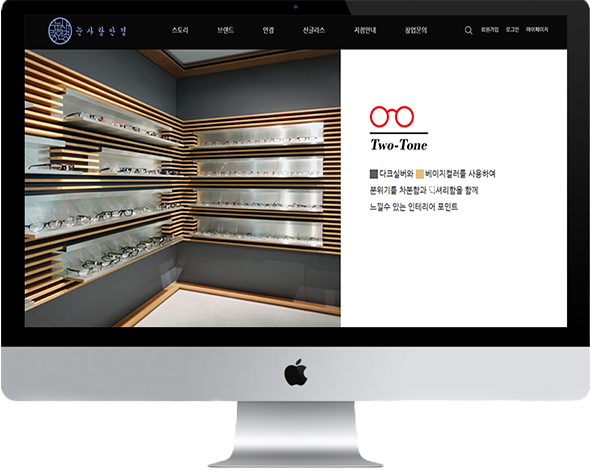 눈사랑안경
스토리 브랜드 안경 선글라스 지점안내 창업문의 회원가입 로그인 마이페이지
Two-Tone
다크실버와 베이지컬러를 사용하여
분위기를 차분함과 셔리함을 함께
느낄수 있는 인테리어 포인트